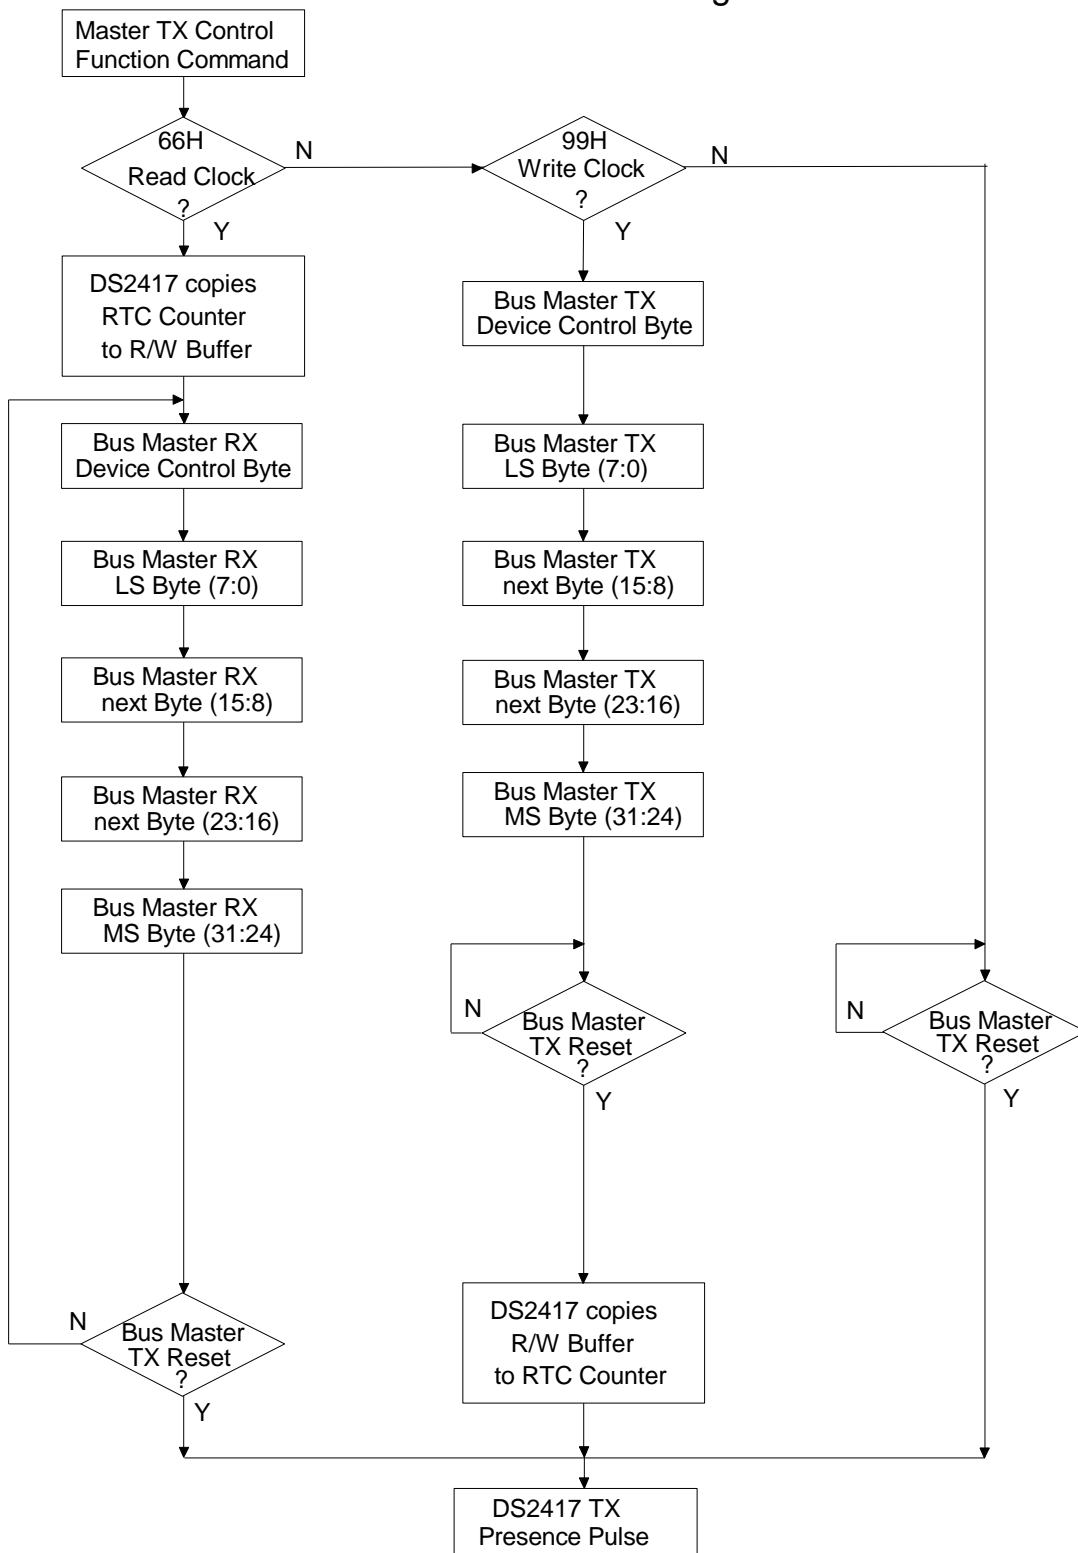 Master TX Control
Function Command
66H
Read Clock
?
N
Y
99H
Write Clock
?
N
Y
DS2417 copies
RTC Counter
to R/W Buffer
Bus Master RX
Device Control Byte
Bus Master RX
LS Byte (7:0)
Bus Master RX
next Byte (15:8)
Bus Master RX
next Byte (23:16)
Bus Master RX
MS Byte (31:24)
N
Bus Master
TX Reset
?
Y
Bus Master TX
Device Control Byte
Bus Master TX
LS Byte (7:0)
Bus Master TX
next Byte (15:8)
Bus Master TX
next Byte (23:16)
Bus Master TX
MS Byte (31:24)
N
Bus Master
TX Reset
?
Y
DS2417 copies
R/W Buffer
to RTC Counter
N
Bus Master
TX Reset
?
Y
DS2417 TX
Presence Pulse